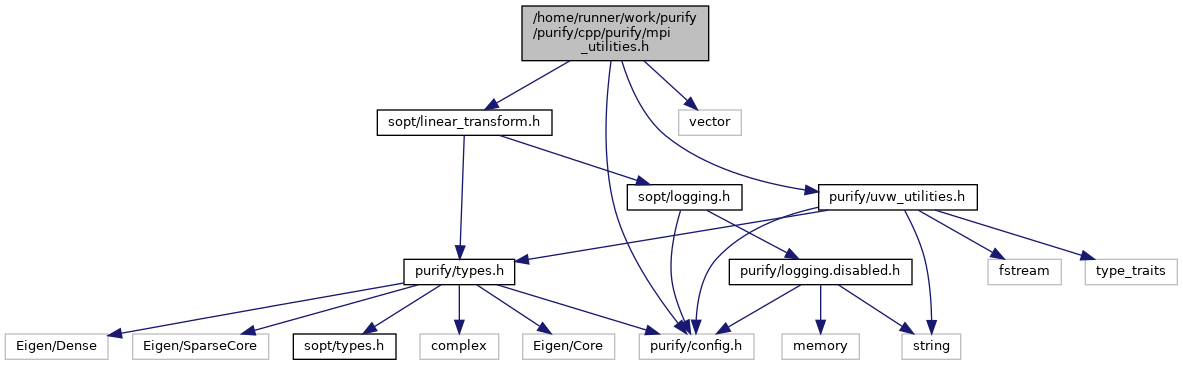 /home/runner/work/purify
/purify/cpp/purify/mpi
_utilities.h
sopt/linear_transform.h
vector
sopt/logging.h
purify/uvw_utilities.h
purify/types.h
purify/logging.disabled.h
fstream
type_traits
Eigen/Dense
Eigen/SparseCore
sopt/types.h
complex
Eigen/Core
purify/config.h
memory
string